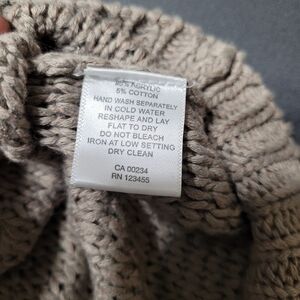 95% ACRYLIC
5% COTTON
HAND WASH SEPARATELY
IN COLD WATER
RESHAPE AND LAY
FLAT TO DRY
DO NOT BLEACH
IRON AT LOW SETTING
DRY CLEAN
CA 00234
RN 123455